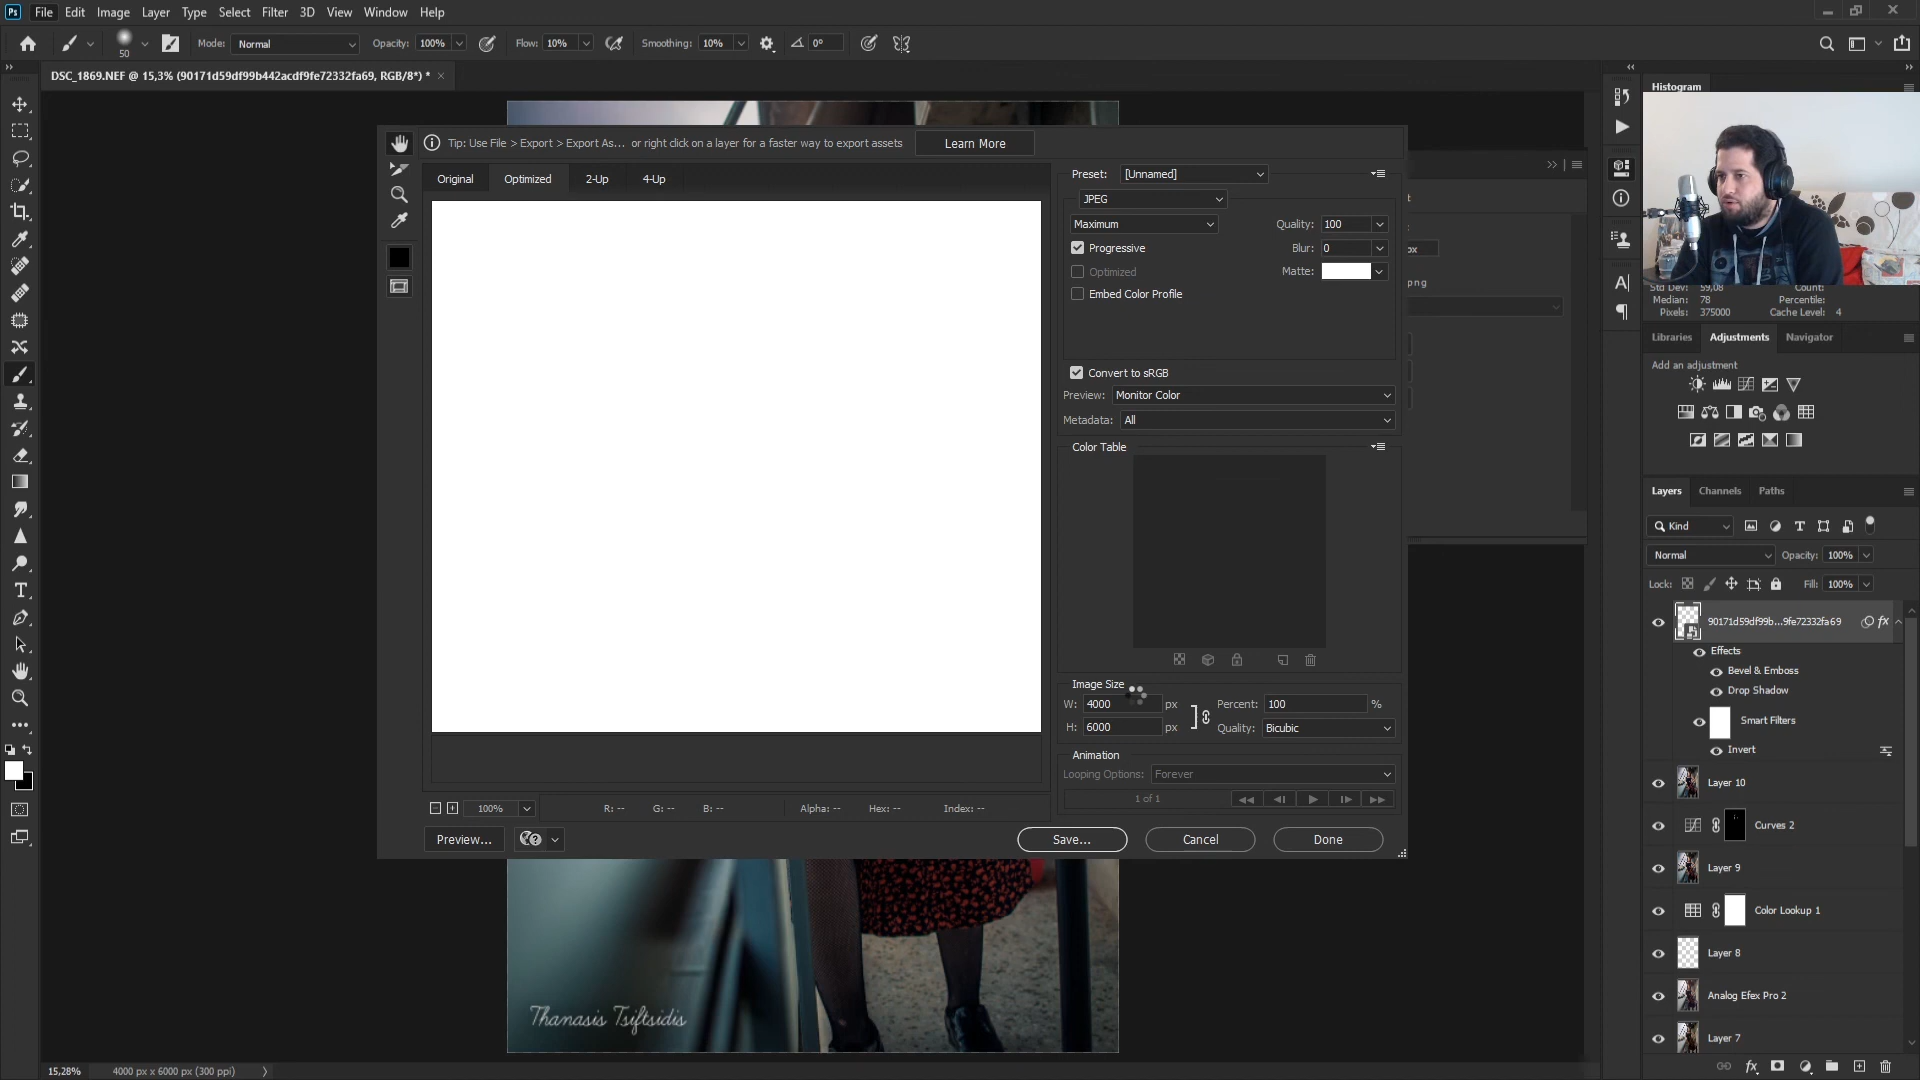 Ps File Edit Image Layer Type Select Filter 3D View Window Help
50 Mode: Normal Opacity: 100% Flow: 10% Smoothing: 10% 0°
DSC_1869.NEF @ 15,3% (90171d59df99b442acdf9fe72332fa69, RGB/8*) * ×
Tip: Use File > Export > Export As... or right click on a layer for a faster way to export assets Learn More
Original Optimized 2-Up 4-Up
Preset: [Unnamed]
JPEG
Maximum Quality: 100
Progressive Blur: 0
Optimized Matte:
Embed Color Profile
Convert to sRGB
Preview: Monitor Color
Metadata: All
Color Table
Image Size
W: 4000 px Percent: 100 %
H: 6000 px Quality: Bicubic
Animation
Looping Options: Forever
1 of 1
100% R: -- G: -- B: -- Alpha: -- Hex: -- Index: --
Preview... Save... Cancel Done
px
png
Histogram
Std Dev: 59,08 Count:
Median: 78 Percentile:
Pixels: 375000 Cache Level: 4
Libraries Adjustments Navigator
Add an adjustment
Layers Channels Paths
Kind
Normal Opacity: 100%
Lock: Fill: 100%
90171d59df99b...9fe72332fa69 fx
Effects
Bevel & Emboss
Drop Shadow
Smart Filters
Invert
Layer 10
Curves 2
Layer 9
Color Lookup 1
Layer 8
Analog Efex Pro 2
Layer 7
fx
Thanasis Tsiftsidis
15,28% 4000 px x 6000 px (300 ppi)